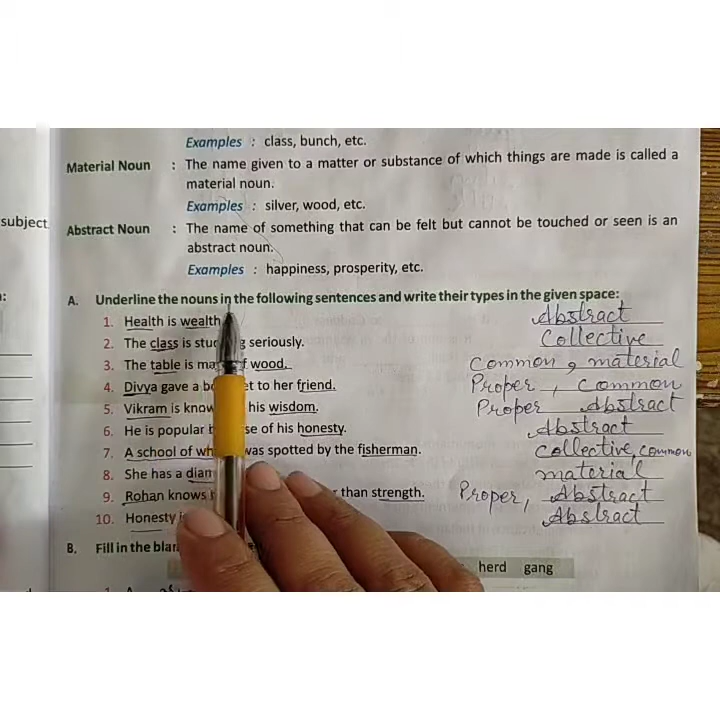 Examples : class, bunch, etc.
Material Noun : The name given to a matter or substance of which things are made is called a
material noun.
Examples : silver, wood, etc.
subject
Abstract Noun : The name of something that can be felt but cannot be touched or seen is an
abstract noun.
Examples : happiness, prosperity, etc.
A. Underline the nouns in the following sentences and write their types in the given space:
1. Health is wealth Abstract
2. The class is seriously. Collective
3. The table is wood. Common, material
4. Divya gave a to her friend. Proper, Common
5. Vikram is his wisdom. Proper Abstract
6. He is popular of his honesty. Abstract
7. A school of was spotted by the fisherman. Collective, common
8. She has a material
9. Rohan knows than strength. Proper, Abstract
10. Honesty Abstract
B. Fill in the
herd gang